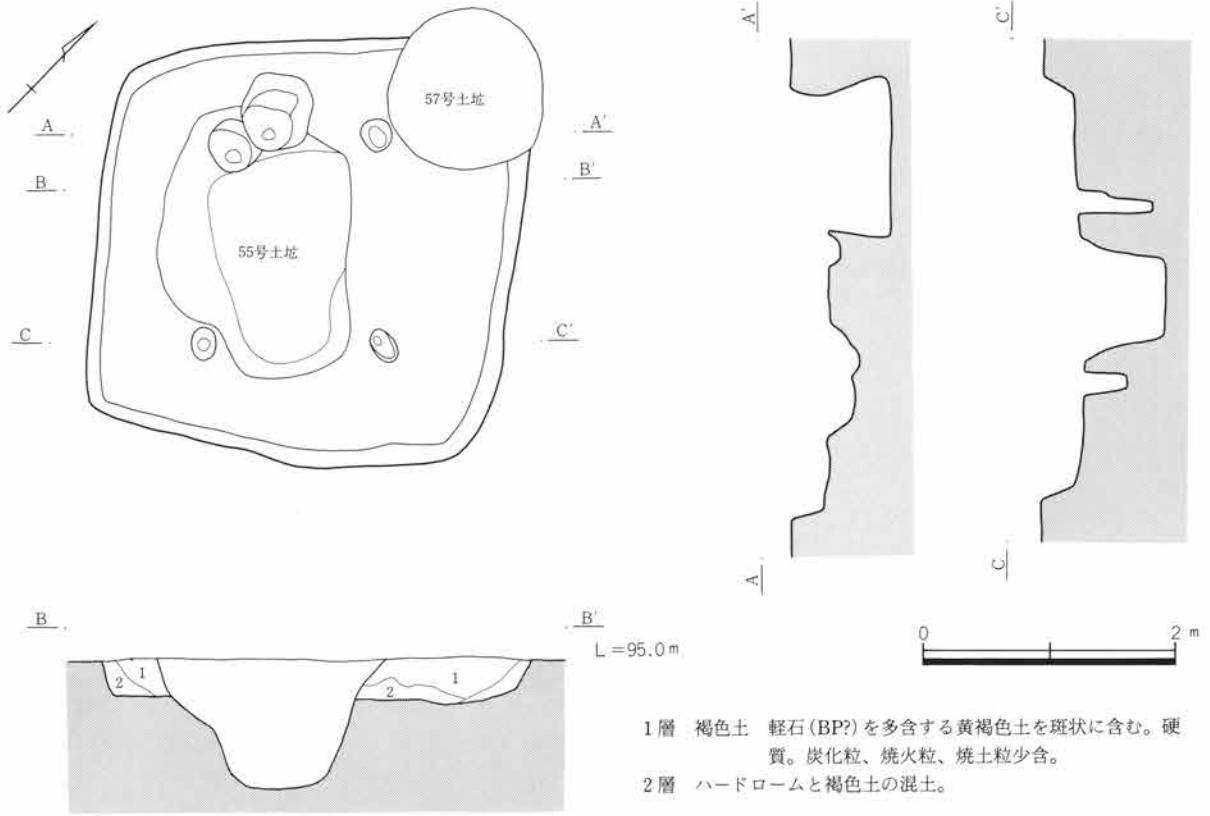 57号土坑
A
A′
B
B′
55号土坑
C
C′
A′
C′
A
C
B
B′
L=95.0m
0
2 m
1
2
2
1
1層 褐色土 軽石(BP?)を多含する黄褐色土を斑状に含む。硬
質。炭化粒、焼火粒、焼土粒少含。
2層 ハードロームと褐色土の混土。